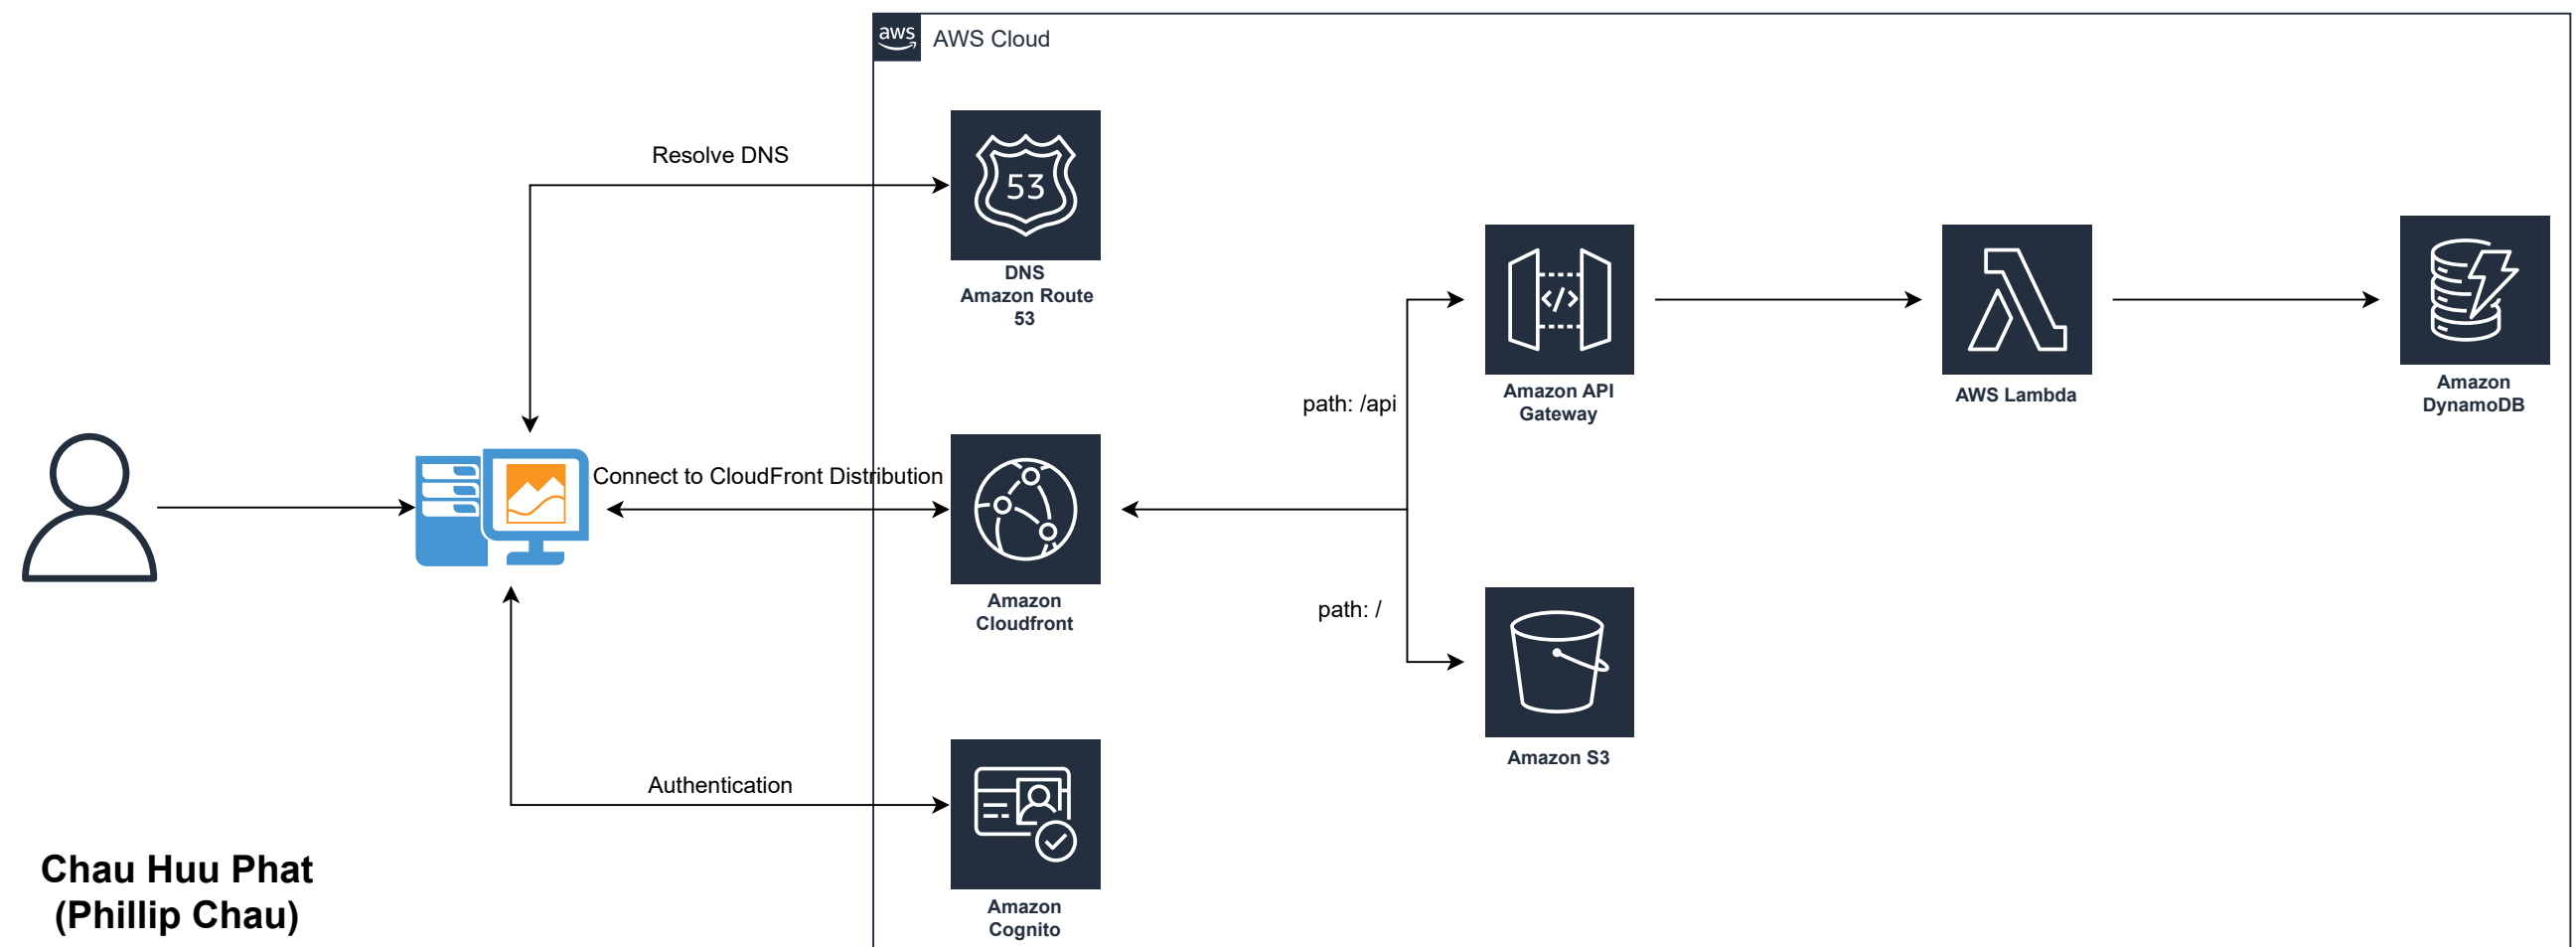 aws
AWS Cloud
Resolve DNS
53
DNS
Amazon Route
53
Connect to CloudFront Distribution
Amazon
Cloudfront
path: /api
</>
Amazon API
Gateway
AWS Lambda
Amazon
DynamoDB
path: /
Amazon S3
Authentication
Amazon
Cognito
Chau Huu Phat
(Phillip Chau)